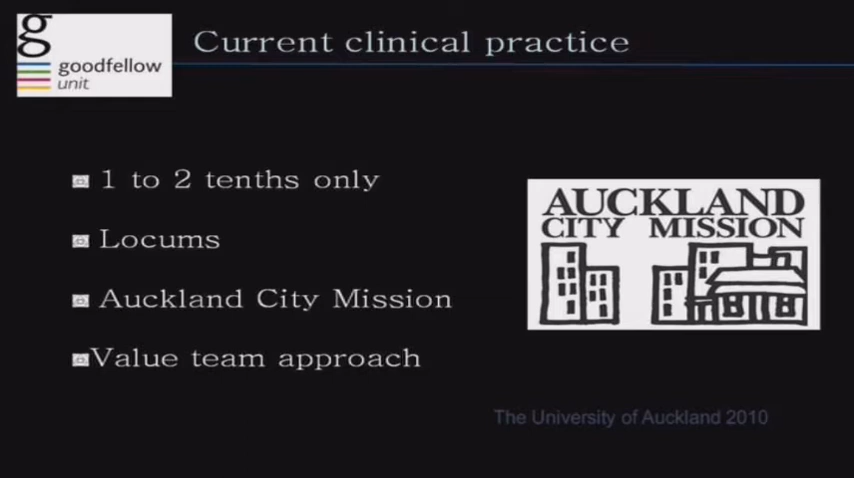 g
goodfellow
unit
Current clinical practice
1 to 2 tenths only
Locums
Auckland City Mission
Value team approach
AUCKLAND
CITY MISSION
The University of Auckland 2010